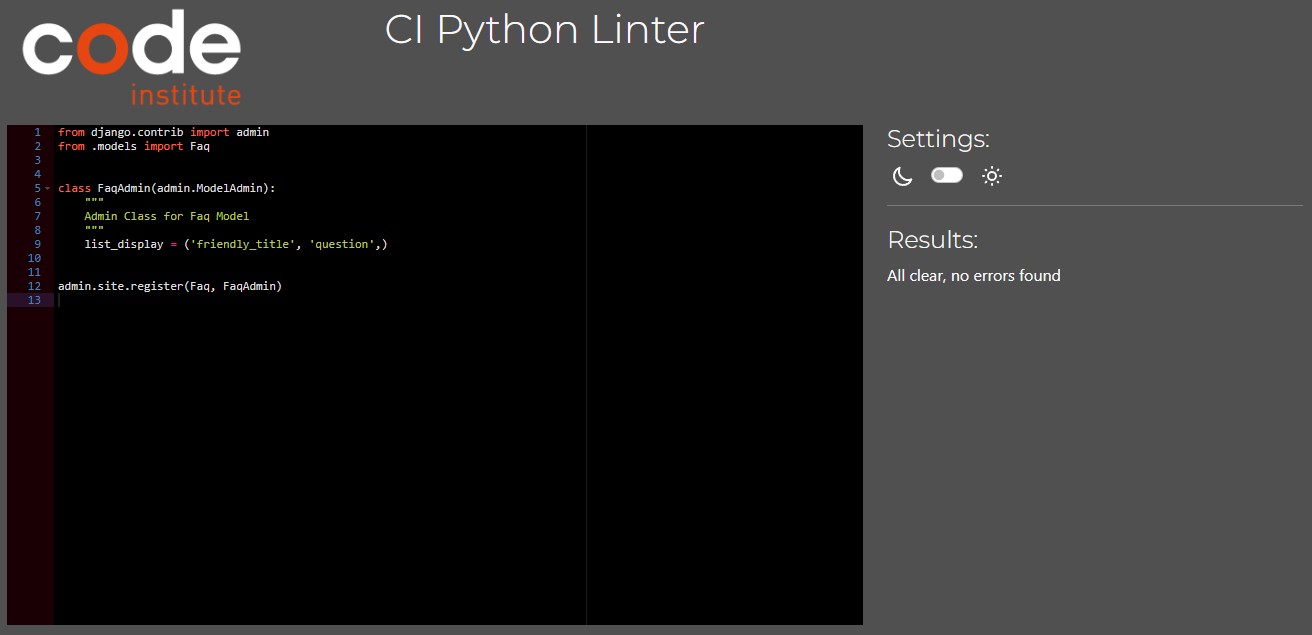 code
institute
CI Python Linter
1 from django.contrib import admin
2 from .models import Faq
3
4
5 class FaqAdmin(admin.ModelAdmin):
6     """
7     Admin Class for Faq Model
8     """
9     list_display = ('friendly_title', 'question',)
10
11
12 admin.site.register(Faq, FaqAdmin)
13
Settings:
Results:
All clear, no errors found